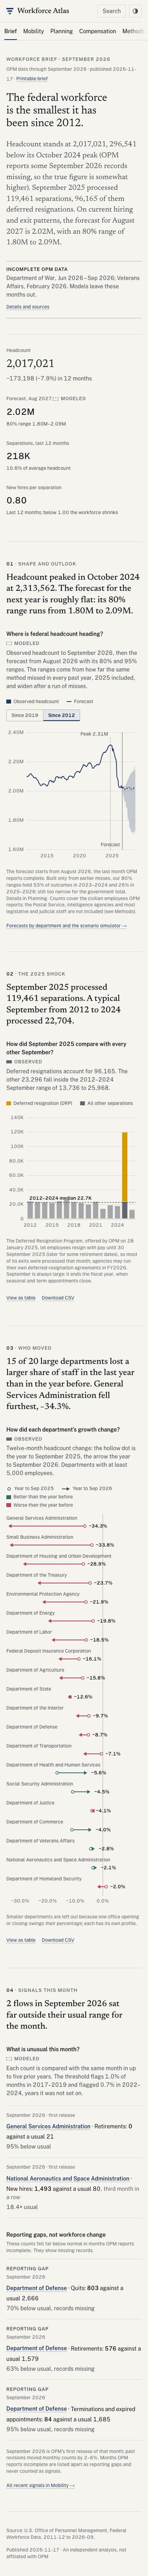 Workforce Atlas
Search
Brief Mobility Planning Compensation Methods
WORKFORCE BRIEF · SEPTEMBER 2026
OPM data through September 2026 · published 2026-11-
17 · Printable brief
The federal workforce
is the smallest it has
been since 2012.
Headcount stands at 2,017,021, 296,541
below its October 2024 peak (OPM
reports some September 2026 records
missing, so the true figure is somewhat
higher). September 2025 processed
119,461 separations, 96,165 of them
deferred resignations. On current staffing
and exit patterns, the forecast for August
2027 is 2.02M, with an 80% range of
1.80M to 2.09M.
INCOMPLETE OPM DATA
Department of War, Jun 2026 – Sep 2026; Veterans
Affairs, February 2026. Models leave these
months out.
Details and sources
Headcount
2,017,021
−173,198 (−7.9%) in 12 months
Forecast, Aug 2027 MODELED
2.02M
80% range 1.80M–2.09M
Separations, last 12 months
218K
10.6% of average headcount
New hires per separation
0.80
Last 12 months; below 1.00 the workforce shrinks
01 · SHAPE AND OUTLOOK
Headcount peaked in October 2024
at 2,313,562. The forecast for the
next year is roughly flat: its 80%
range runs from 1.80M to 2.09M.
Where is federal headcount heading?
MODELED
Observed headcount to September 2026, then the
forecast from August 2026 with its 80% and 95%
ranges. The ranges come from how far the same
method missed in every past year, 2025 included,
and widen after a run of misses.
Observed headcount Forecast
Since 2019 Since 2012
2.40M
Peak 2.31M
2.20M
2.00M
1.80M
Forecast
1.60M
2015 2020 2025
The forecast starts from August 2026, the last month OPM
reports complete. Built only from earlier months, our 80%
ranges held 53% of outcomes in 2023–2024 and 26% in
2025–2026; still too narrow for the government total.
Details in Planning. Counts cover the civilian employees OPM
tracks; the Postal Service, intelligence agencies and most
legislative and judicial staff are not included (see Methods).
Forecasts by department and the scenario simulator →
02 · THE 2025 SHOCK
September 2025 processed
119,461 separations. A typical
September from 2012 to 2024
processed 22,704.
How did September 2025 compare with every
other September?
OBSERVED
Deferred resignations account for 96,165. The
other 23,296 fall inside the 2012–2024
September range of 13,736 to 25,968.
Deferred resignation (DRP) All other separations
140K
120K
100K
80.0K
60.0K
40.0K
2012–2024 median 22.7K
20.0K
0
2012 2015 2018 2021 2024
The Deferred Resignation Program, offered by OPM on 28
January 2025, let employees resign with pay until 30
September 2025. Exits cluster on that date by design; most
late exits were processed that month; agencies may run
their own late-exit programs in FY2026.
September is always large: it ends the fiscal year, when
seasonal and term appointments close.
View as table Download CSV
03 · WHO MOVED
15 of 20 large departments lost a
larger share of staff in the last year
than in the year before. General
Services Administration fell
furthest, −34.3%.
How did each department's growth change?
OBSERVED
Twelve-month headcount change: the hollow dot is
the year to September 2025, the arrow the year to
September 2026. Departments with at least
5,000 employees.
Year to Sep 2025 Year to Sep 2026
Better than the year before
Worse than the year before
General Services Administration
−34.3%
Small Business Administration
−33.8%
Department of Housing and Urban Development
−28.9%
Department of the Treasury
−23.7%
Environmental Protection Agency
−21.9%
Department of Energy
−19.8%
Department of Labor
−18.5%
Federal Deposit Insurance Corporation
−16.1%
Department of Agriculture
−15.8%
Department of State
−12.6%
Department of the Interior
−9.7%
Department of Defense
−8.7%
Department of Transportation
−7.1%
Department of Health and Human Services
−5.6%
Social Security Administration
−4.5%
Department of Justice
−4.1%
Department of Commerce
−4.0%
Department of Veterans Affairs
−2.8%
National Aeronautics and Space Administration
−2.1%
Department of Homeland Security
−2.0%
−30.0% −20.0% −10.0% 0.0%
Smaller departments are left out because one office opening
or closing swings their percentage; each has its own profile.
View as table Download CSV
04 · SIGNALS THIS MONTH
2 flows in September 2026 sat
far outside their usual range for
the month.
What is unusual this month?
MODELED
Each count is compared with the same month in up
to five prior years. The threshold flags 1.0% of
months in 2017–2019 and flagged 0.7% in 2022–
2024, years it was not set on.
September 2026 · first release
General Services Administration · Retirements: 0
against a usual 21
95% below usual
September 2026 · first release
National Aeronautics and Space Administration ·
New hires: 1,493 against a usual 80, third month in
a row
18.4× usual
Reporting gaps, not workforce change
These counts fell far below normal in months OPM reports
incomplete. They show missing records.
REPORTING GAP
September 2026
Department of Defense · Quits: 803 against a
usual 2,666
70% below usual, records missing
REPORTING GAP
September 2026
Department of Defense · Retirements: 576 against a
usual 1,579
63% below usual, records missing
REPORTING GAP
September 2026
Department of Defense · Terminations and expired
appointments: 84 against a usual 1,685
95% below usual, records missing
September 2026 is OPM's first release of that month; past
revisions moved monthly counts by 2–6%. Months OPM
reports incomplete are listed apart as reporting gaps and
never counted as signals.
All recent signals in Mobility →
Source: U.S. Office of Personnel Management, Federal
Workforce Data, 2011-12 to 2026-09.
Published 2026-11-17 · An independent analysis, not
affiliated with OPM